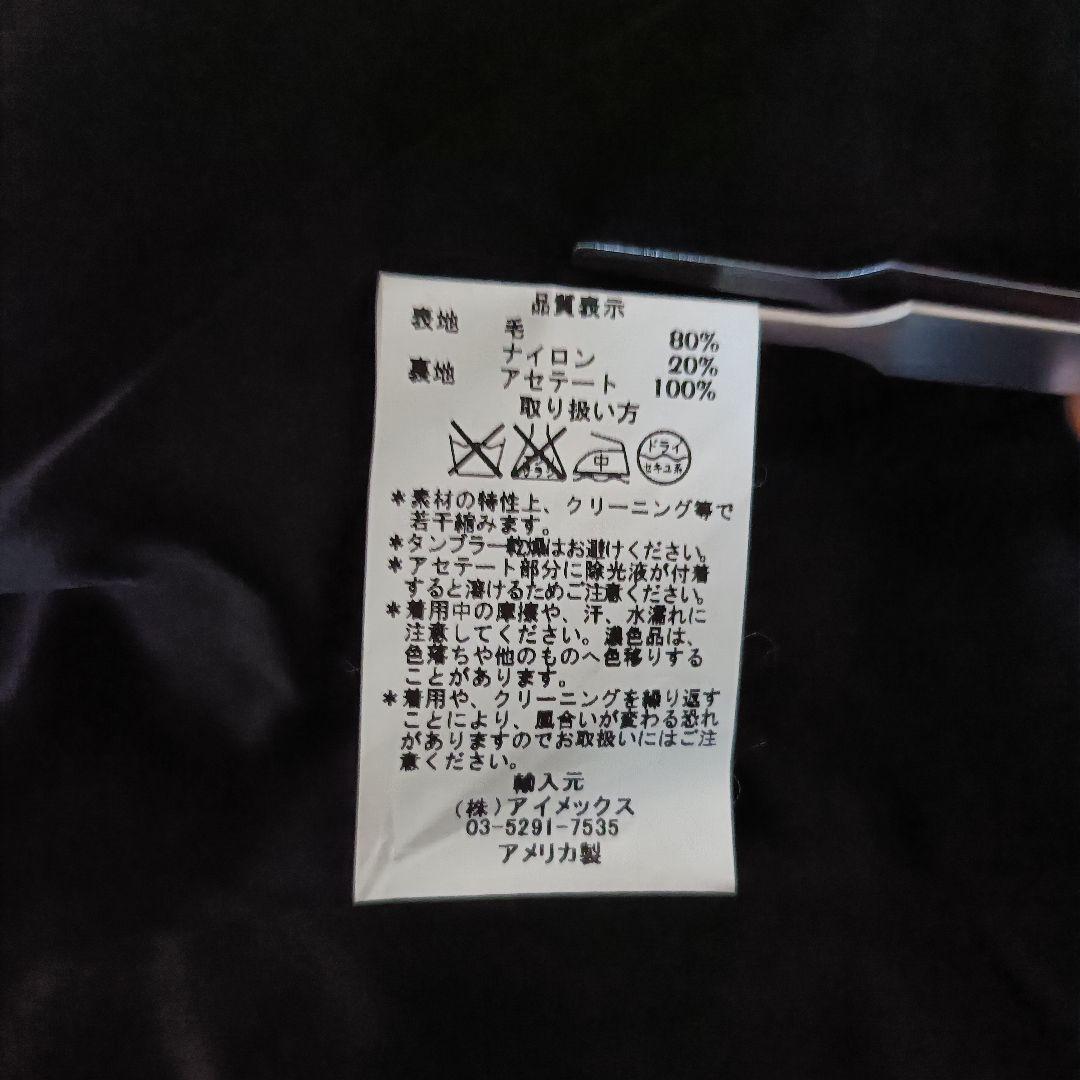 品質表示
表地 毛 80%
ナイロン 20%
裏地 アセテート 100%
取り扱い方
中 ドライ セキユ系
＊素材の特性上、クリーニング等で
若干縮みます。
＊タンブラー乾燥はお避けください。
＊アセテート部分に除光液が付着
すると溶けるためご注意ください。
＊着用中の摩擦や、汗、水濡れに
注意してください。濃色品は、
色落ちや他のものへ色移りする
ことがあります。
＊着用や、クリーニングを繰り返す
ことにより、風合いが変わる恐れ
がありますのでお取扱いにはご注
意ください。
輸入元
(株)アイメックス
03-5291-7535
アメリカ製